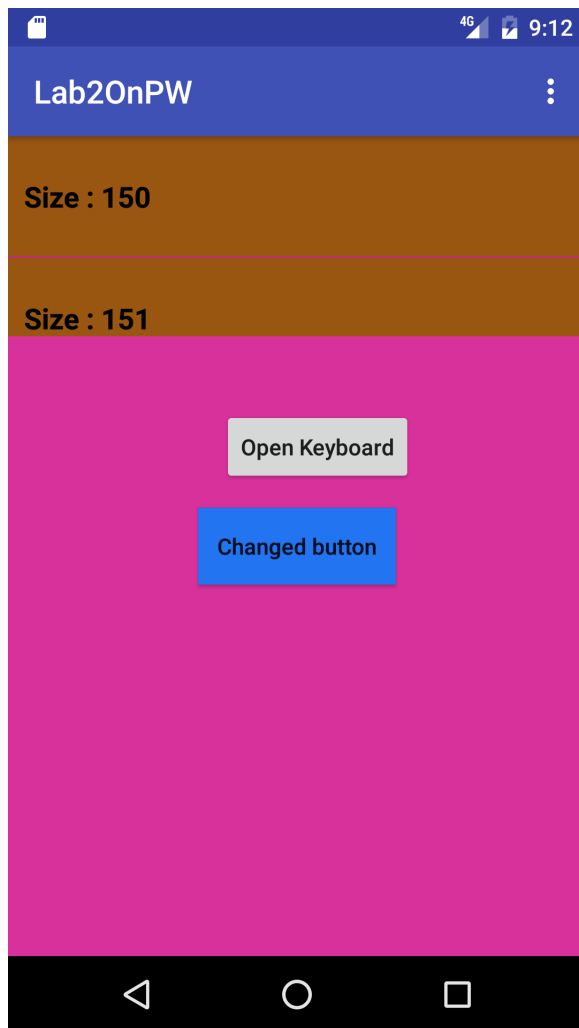 4G 9:12
Lab2OnPW
Size : 150
Size : 151
Open Keyboard
Changed button